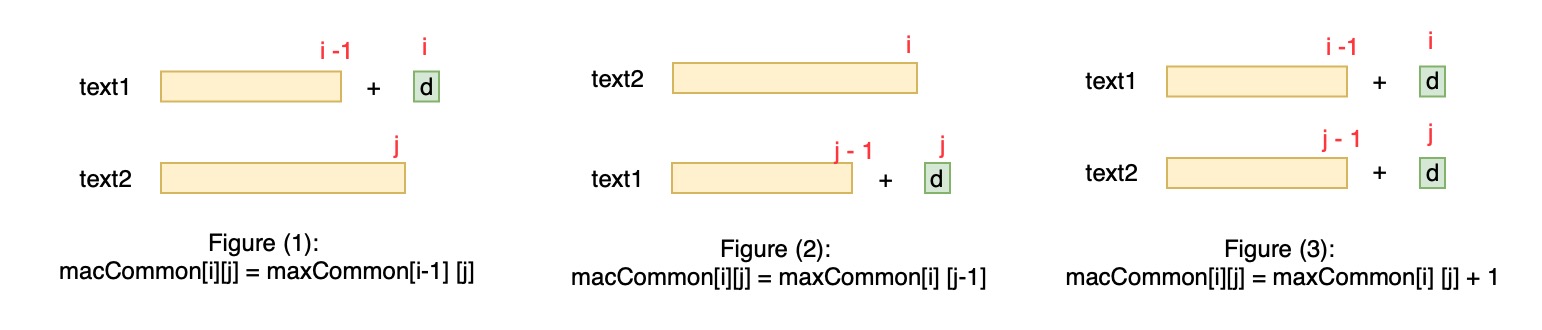 i -1 i
text1 + d
j
text2
Figure (1):
macCommon[i][j] = maxCommon[i-1] [j]
i
text2
j - 1 j
text1 + d
Figure (2):
macCommon[i][j] = maxCommon[i] [j-1]
i -1 i
text1 + d
j - 1 j
text2 + d
Figure (3):
macCommon[i][j] = maxCommon[i] [j] + 1